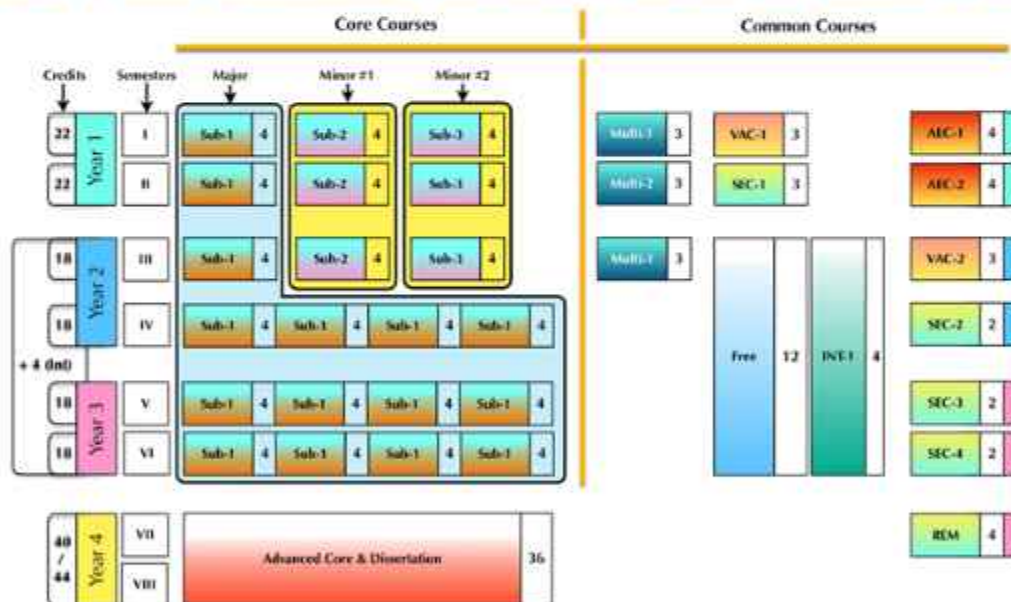 Core Courses Common Courses
Credits Semesters Major Minor #1 Minor #2
22 Year 1 I Sub-1 4 Sub-2 4 Sub-3 4 Multi-1 3 VAC-1 3 AEC-1 4
22 II Sub-1 4 Sub-2 4 Sub-3 4 Multi-2 3 SEC-1 3 AEC-2 4
18 Year 2 III Sub-1 4 Sub-2 4 Sub-3 4 3 VAC-2 3
18 IV Sub-1 4 Sub-1 4 Sub-1 4 Sub-1 4 SEC-2 2
+ 4 (Int) Free 12 INT-1 4
18 Year 3 V Sub-1 4 Sub-1 4 Sub-1 4 Sub-1 4 SEC-3 2
18 VI Sub-1 4 Sub-1 4 Sub-1 4 Sub-1 4 SEC-4 2
40 / 44 Year 4 VII Advanced Core & Dissertation 36 REM 4
VIII